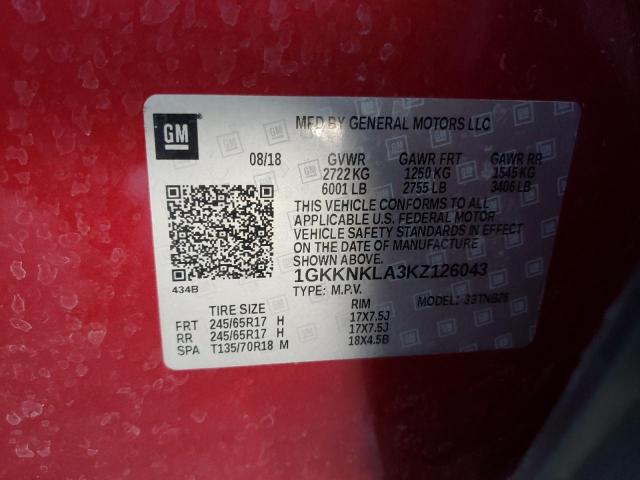 GM
MFD BY GENERAL MOTORS LLC
08/18 GVWR GAWR FRT GAWR RR
2722 KG 1250 KG 1545 KG
6001 LB 2755 LB 3406 LB
THIS VEHICLE CONFORMS TO ALL
APPLICABLE U.S. FEDERAL MOTOR
VEHICLE SAFETY STANDARDS IN EFFECT
ON THE DATE OF MANUFACTURE
SHOWN ABOVE.
434B
1GKKNKLA3KZ126043
TYPE: M.P.V. MODEL: 33TNB26
TIRE SIZE RIM
FRT 245/65R17 H 17X7.5J
RR 245/65R17 H 17X7.5J
SPA T135/70R18 M 18X4.5B